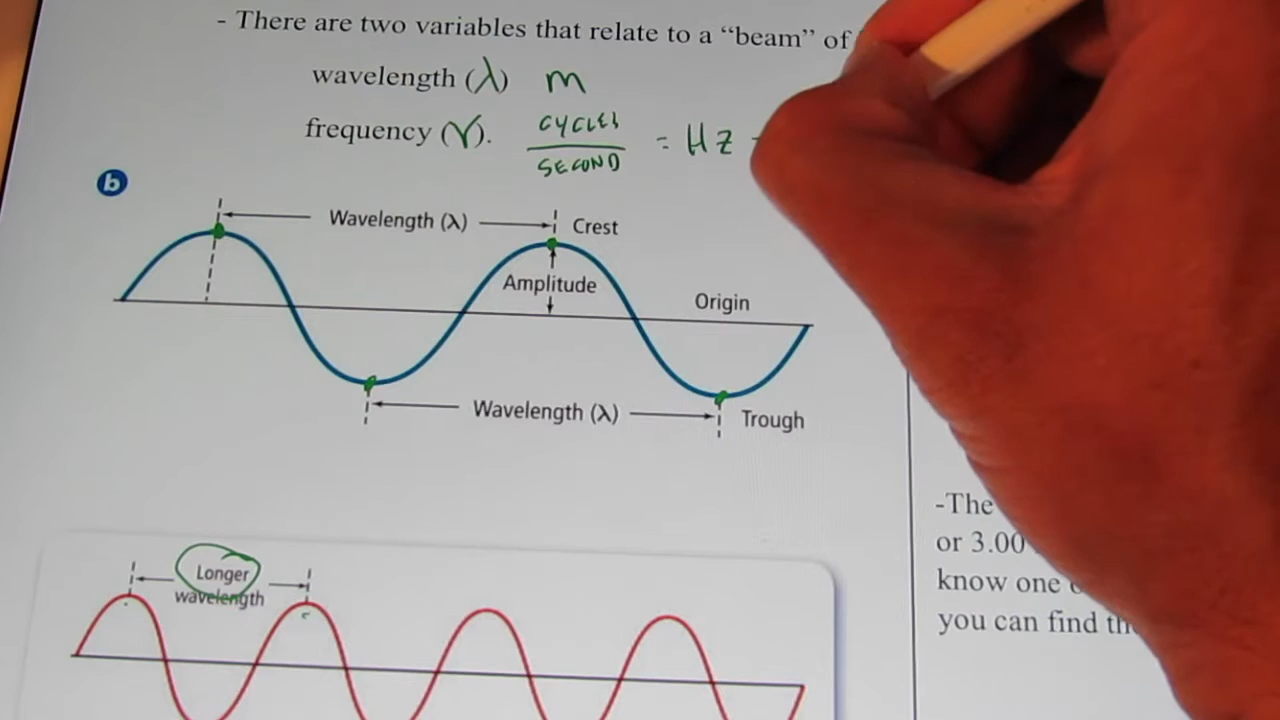 - There are two variables that relate to a “beam” of
wavelength (λ) m
frequency (ν). CYCLES
SECOND
= HZ
b
Wavelength (λ)
Crest
Amplitude
Origin
Wavelength (λ)
Trough
-The
or 3.00
know one
you can find
Longer
wavelength